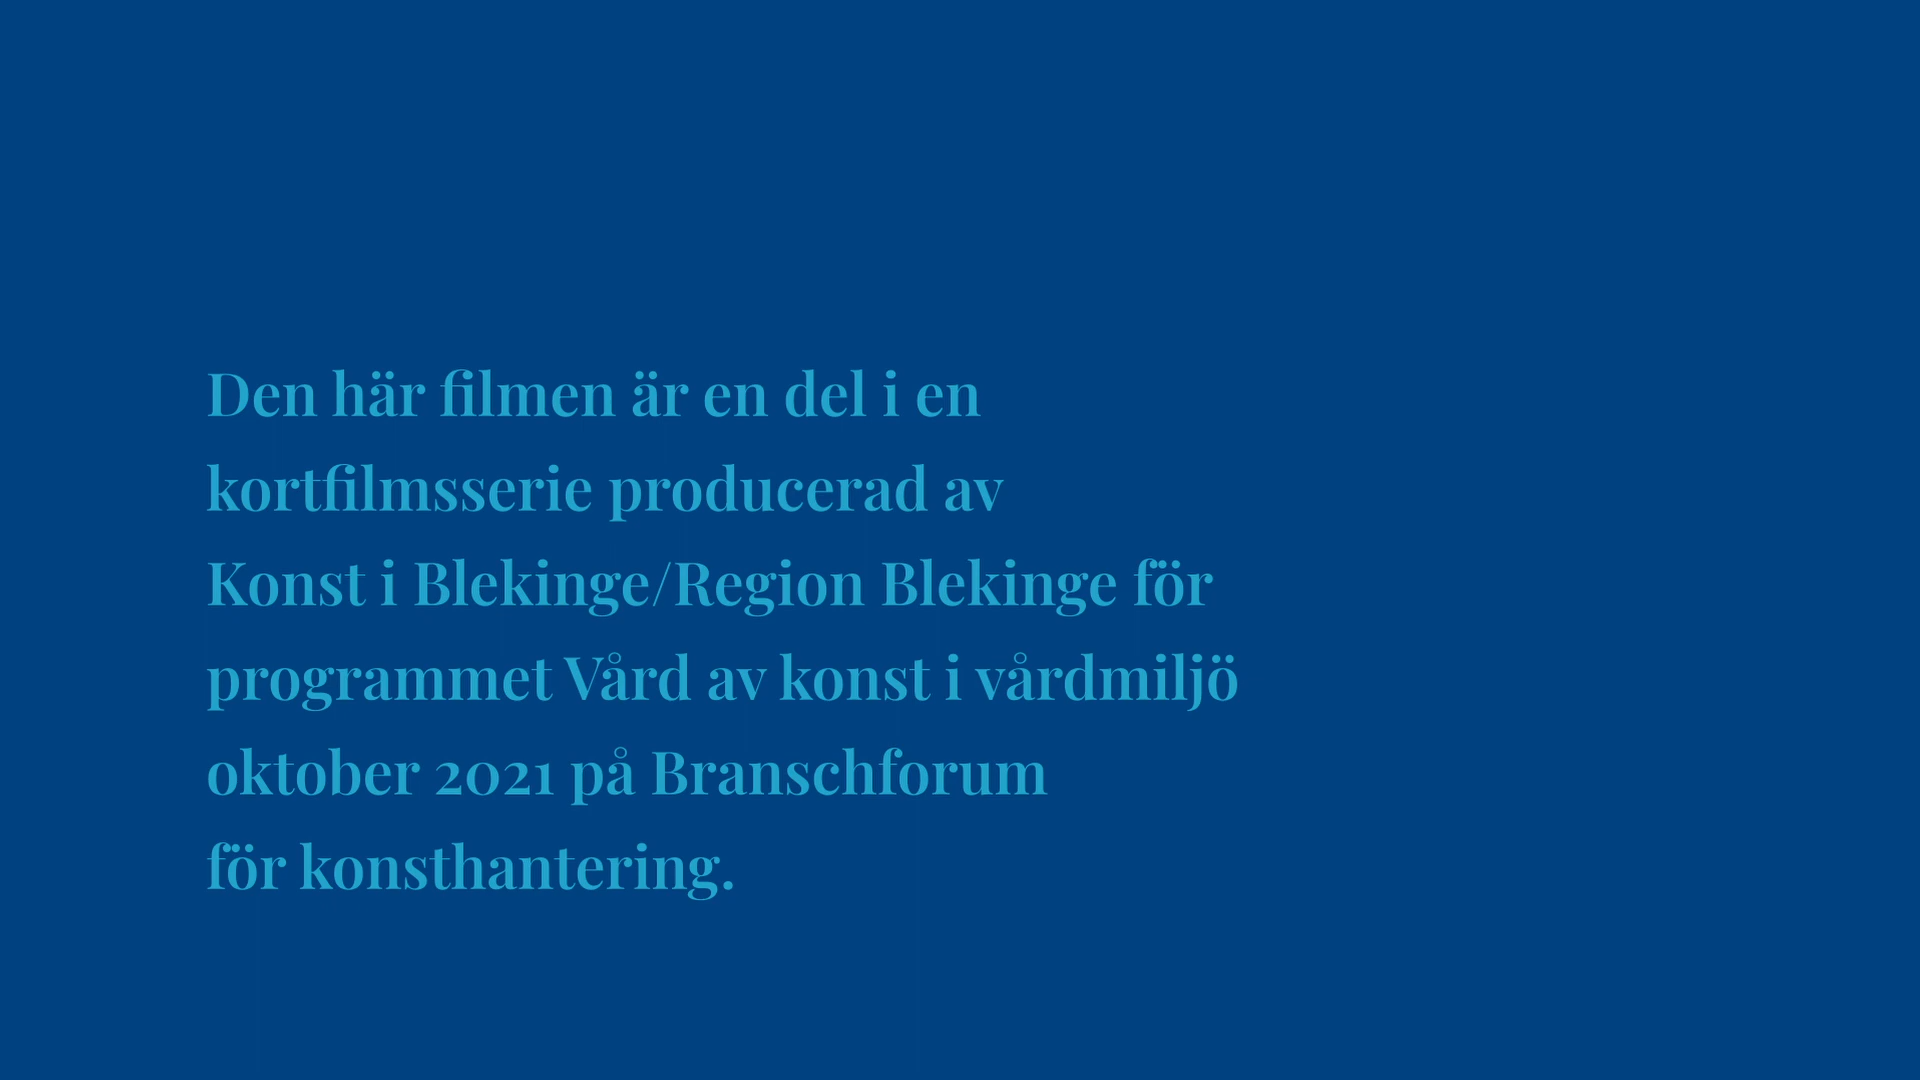 Den här filmen är en del i en
kortfilmsserie producerad av
Konst i Blekinge/Region Blekinge för
programmet Vård av konst i vårdmiljö
oktober 2021 på Branschforum
för konsthantering.